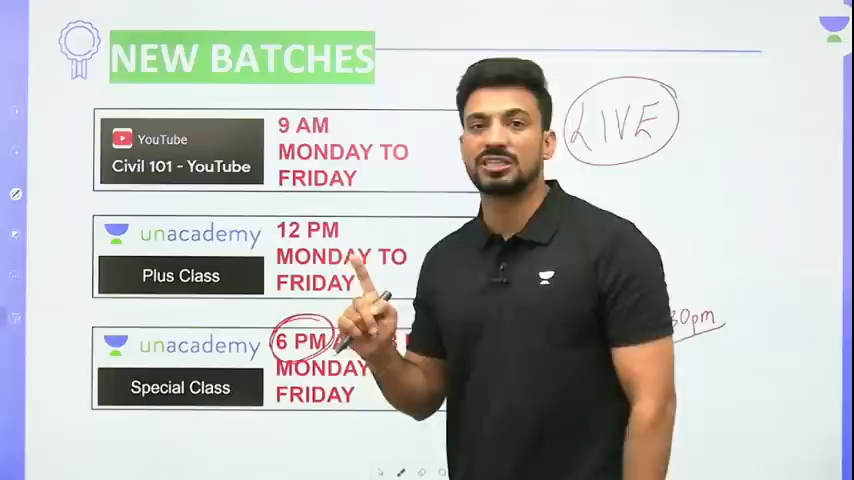 NEW BATCHES
LIVE
YouTube
Civil 101 - YouTube
9 AM
MONDAY TO
FRIDAY
unacademy
Plus Class
12 PM
MONDAY TO
FRIDAY
unacademy
Special Class
6 PM
MONDAY
FRIDAY
30pm